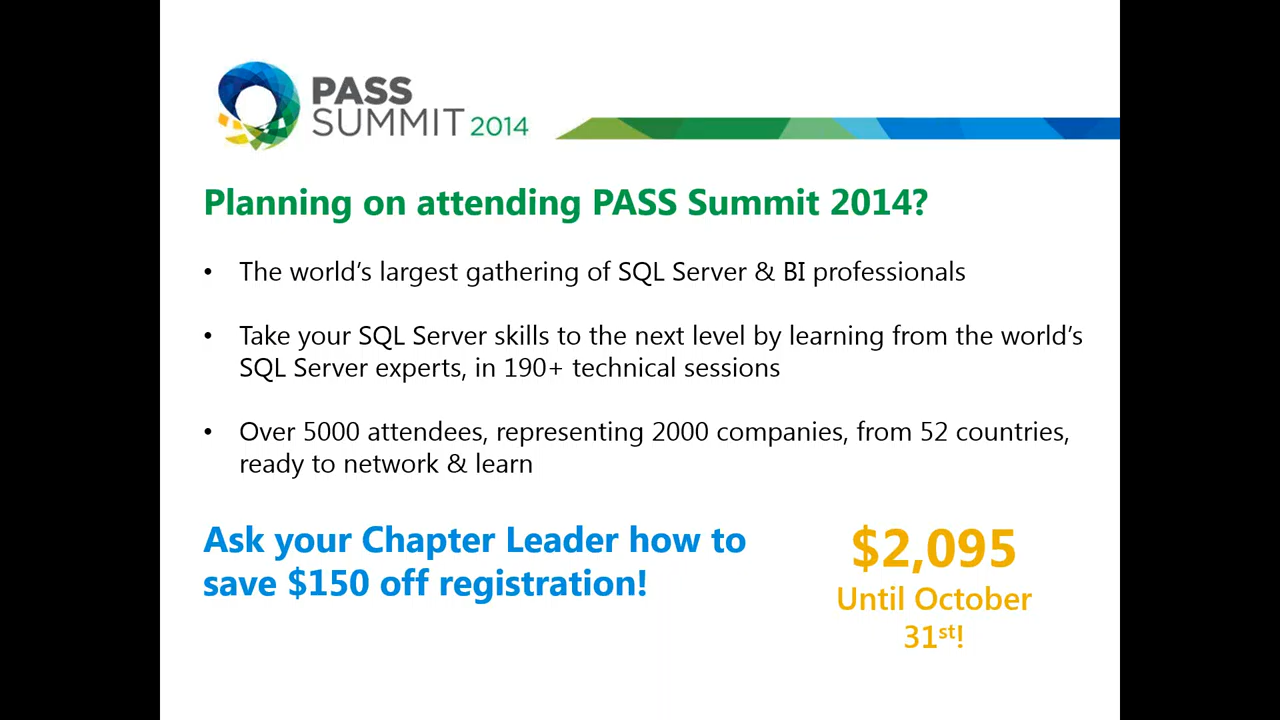 PASS
SUMMIT 2014
Planning on attending PASS Summit 2014?
• The world's largest gathering of SQL Server & BI professionals
• Take your SQL Server skills to the next level by learning from the world's
SQL Server experts, in 190+ technical sessions
• Over 5000 attendees, representing 2000 companies, from 52 countries,
ready to network & learn
Ask your Chapter Leader how to
save $150 off registration!
$2,095
Until October
31st!